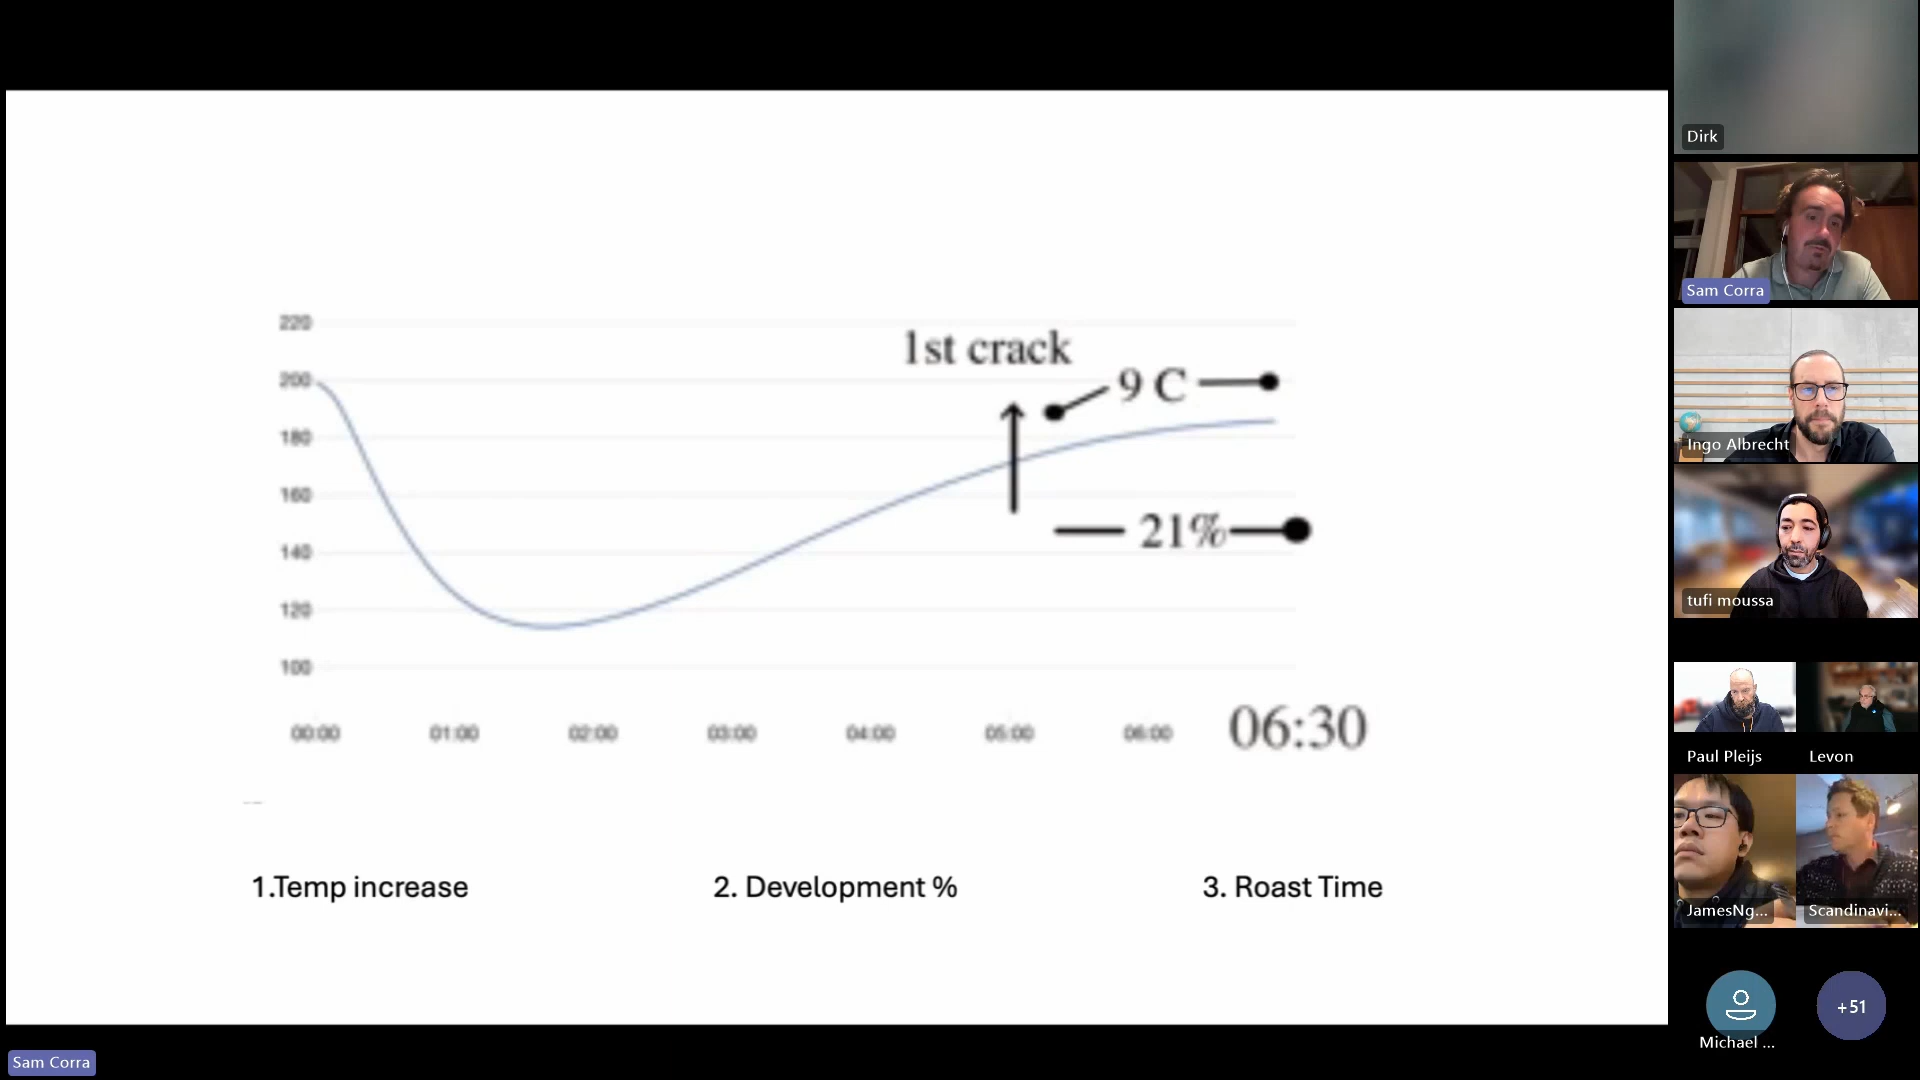 220
200
180
160
140
120
100
1st crack
9 C
21%
00:00 01:00 02:00 03:00 04:00 05:00 06:00 06:30
1.Temp increase
2. Development %
3. Roast Time
Sam Corra
Dirk
Sam Corra
Ingo Albrecht
tufi moussa
Paul Pleijs
Levon
JamesNg...
Scandinavi...
Michael ...
+51